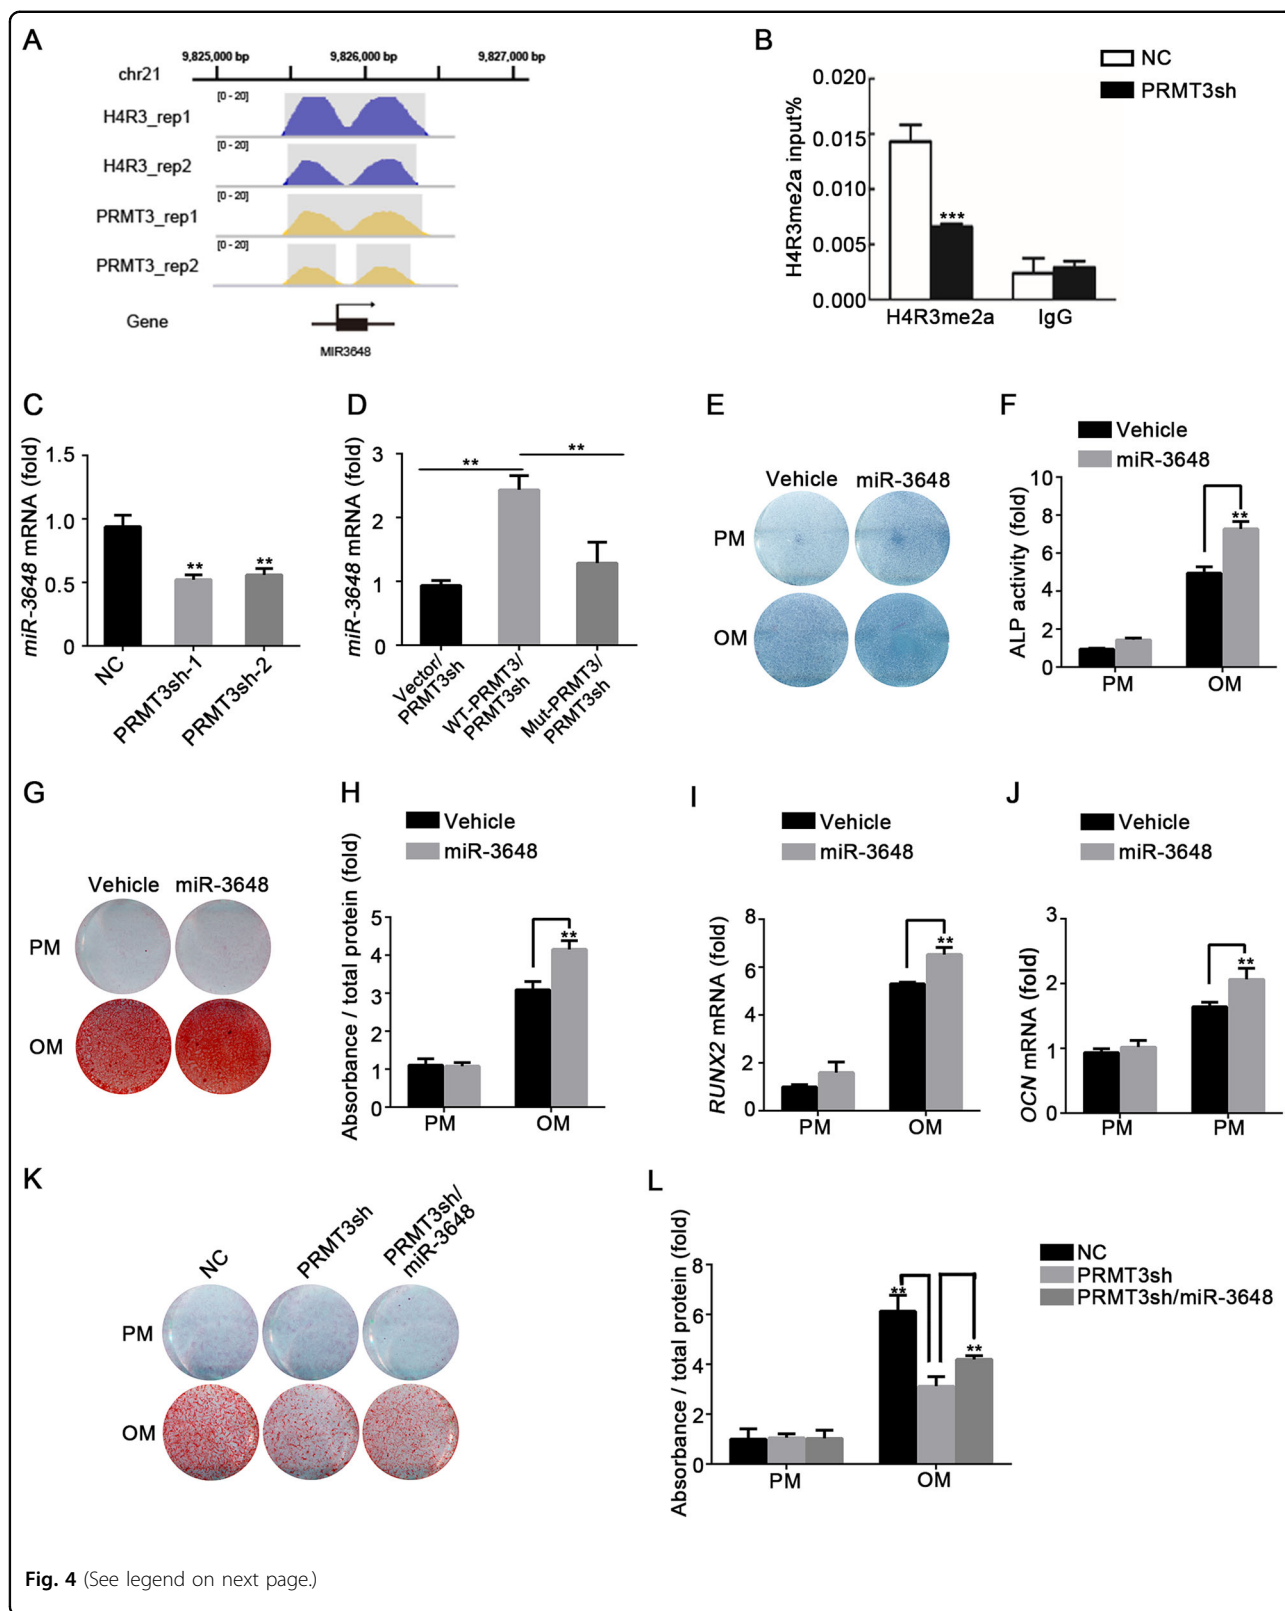 A
9,825,000 bp 9,826,000 bp 9,827,000 bp
chr21
[0 - 20]
H4R3_rep1
[0 - 20]
H4R3_rep2
[0 - 20]
PRMT3_rep1
[0 - 20]
PRMT3_rep2
Gene
MIR3648
B
NC
PRMT3sh
H4R3me2a input%
0.020
0.015
0.010
0.005
0.000
***
H4R3me2a IgG
C
miR-3648 mRNA (fold)
1.5
1.0
0.5
0
** **
NC
PRMT3sh-1
PRMT3sh-2
D
miR-3648 mRNA (fold)
3
2
1
0
** **
Vector/
PRMT3sh
WT-PRMT3/
PRMT3sh
Mut-PRMT3/
PRMT3sh
E
Vehicle miR-3648
PM
OM
F
Vehicle
miR-3648
ALP activity (fold)
10
8
6
4
2
0
**
PM OM
G
Vehicle miR-3648
PM
OM
H
Vehicle
miR-3648
Absorbance / total protein (fold)
5
4
3
2
1
0
**
PM OM
I
Vehicle
miR-3648
RUNX2 mRNA (fold)
8
6
4
2
0
**
PM OM
J
Vehicle
miR-3648
OCN mRNA (fold)
2
1
0
**
PM PM
K
NC
PRMT3sh
PRMT3sh/
miR-3648
PM
OM
L
NC
PRMT3sh
PRMT3sh/miR-3648
Absorbance / total protein (fold)
8
6
4
2
0
**
**
PM OM
Fig. 4 (See legend on next page.)